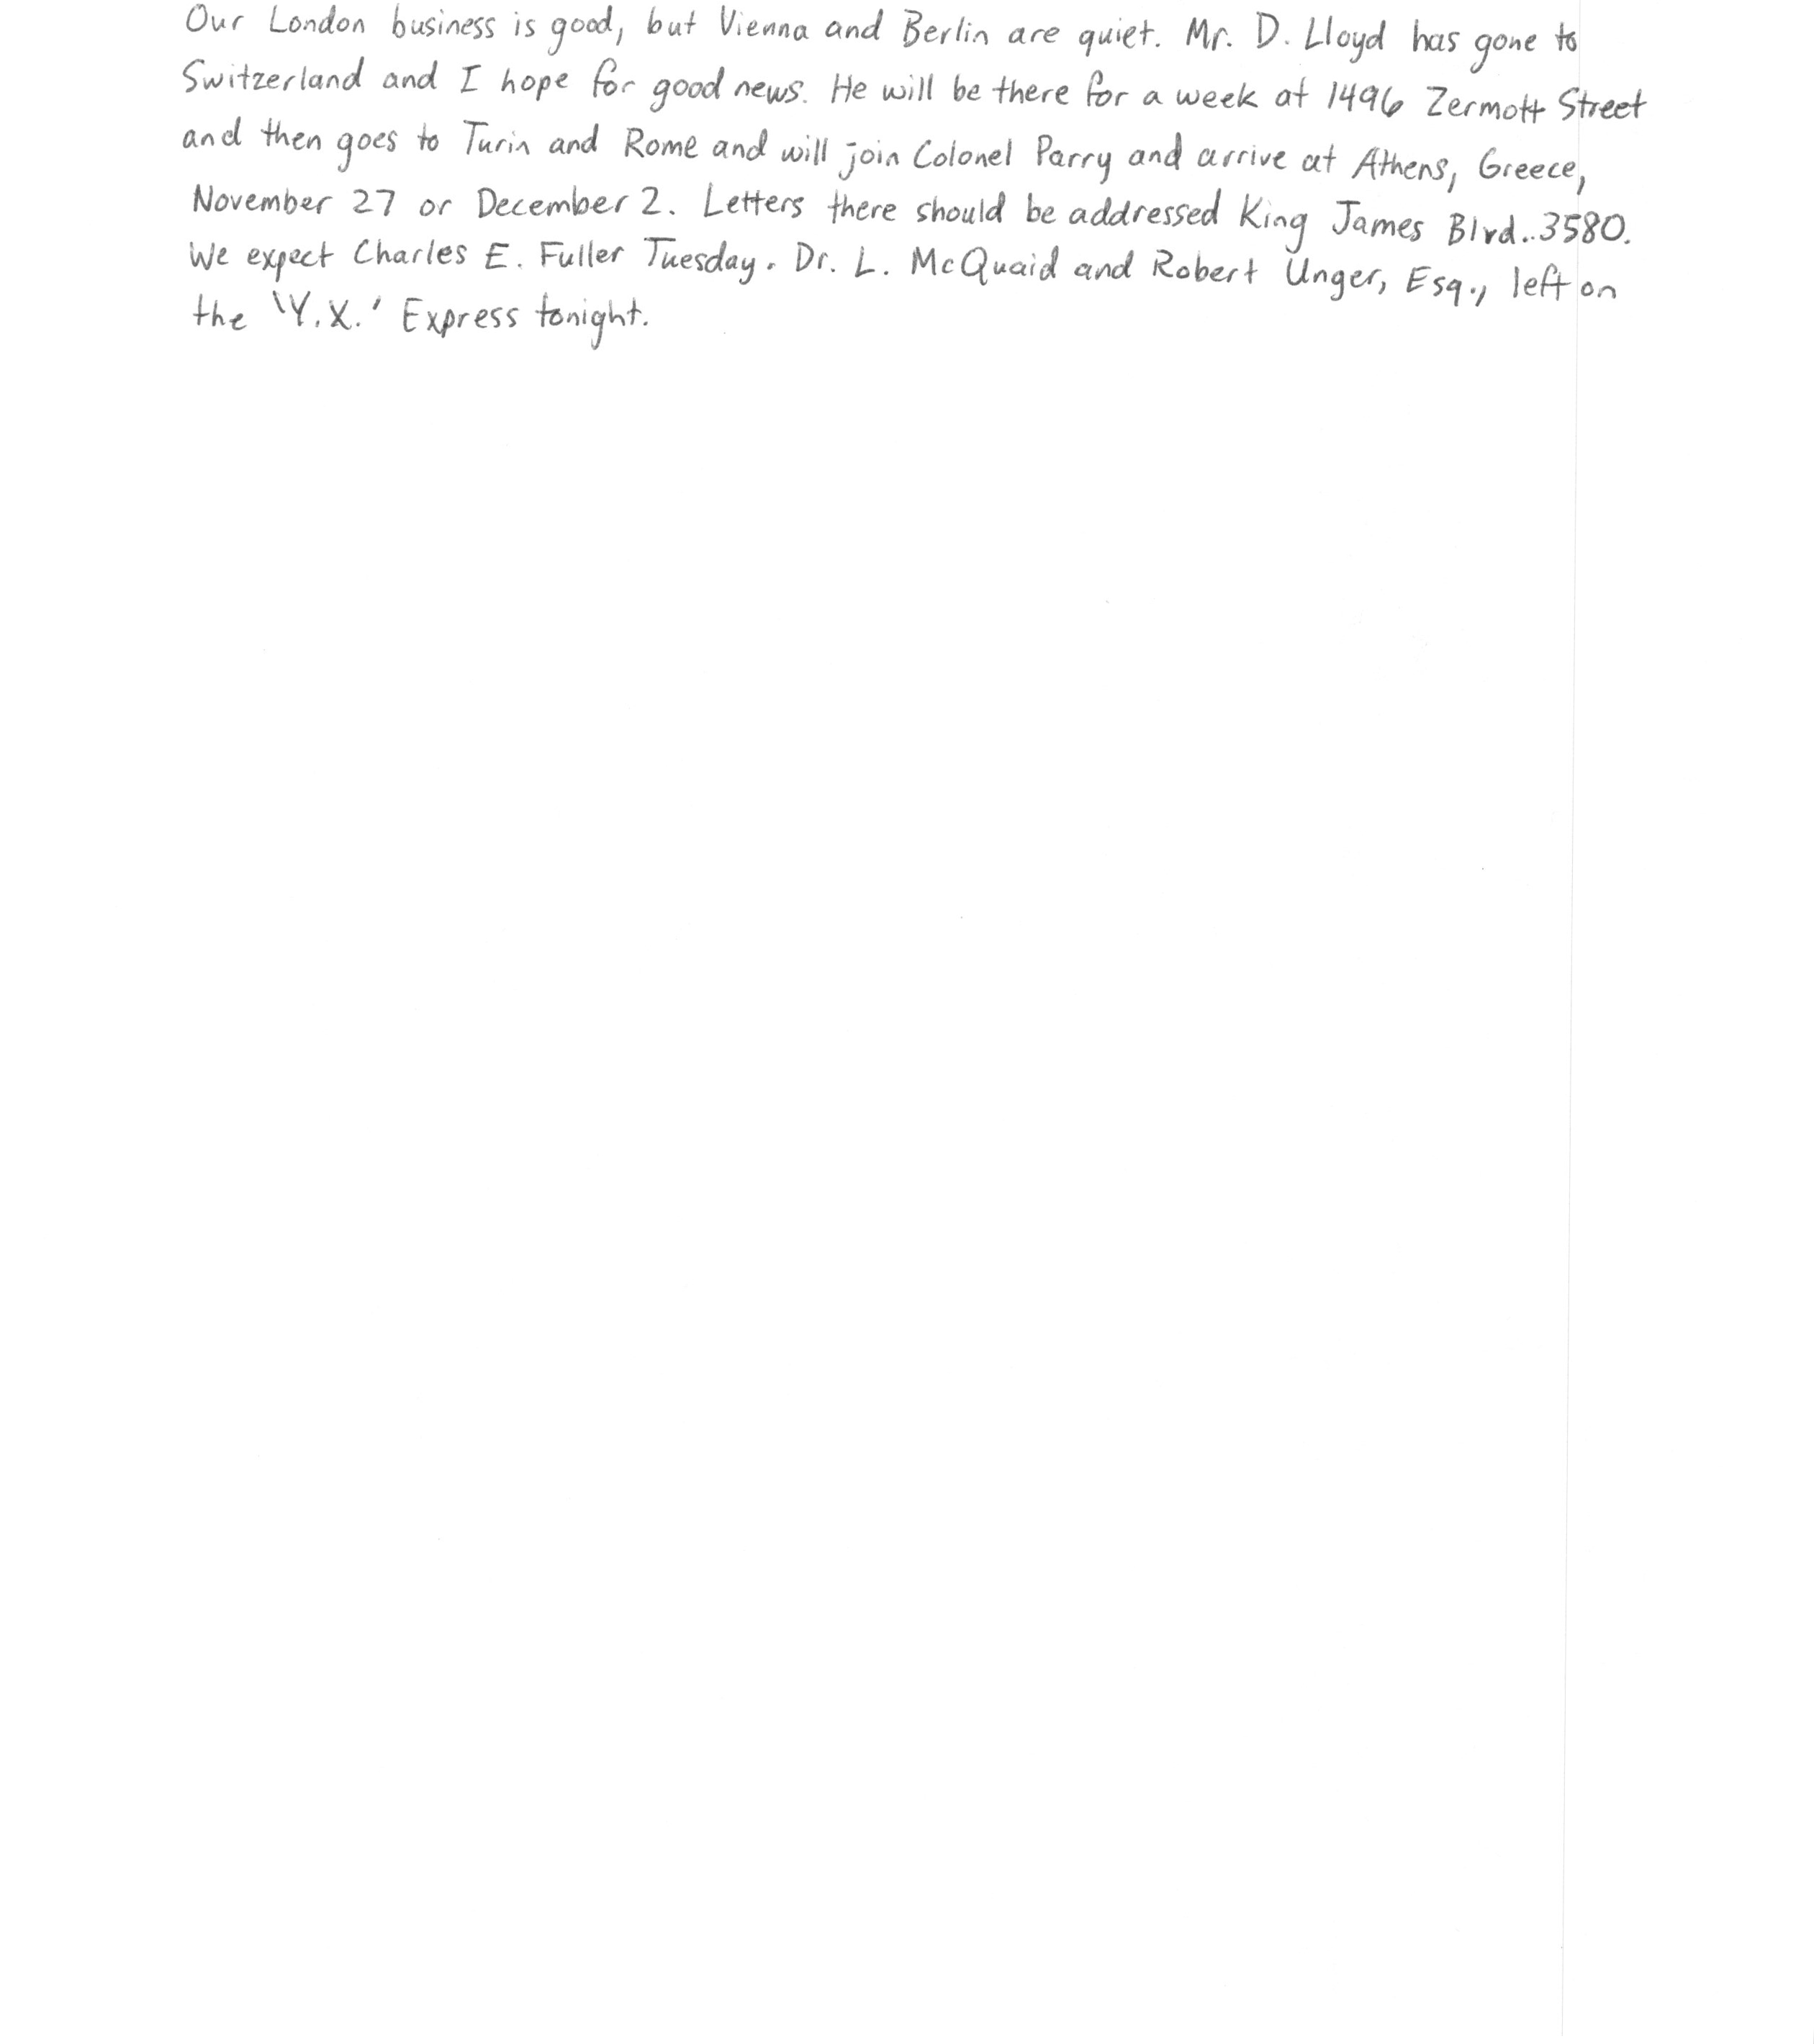 Our London business is good, but Vienna and Berlin are quiet. Mr. D. Lloyd has gone to
Switzerland and I hope for good news. He will be there for a week at 1496 Zermott Street
and then goes to Turin and Rome and will join Colonel Parry and arrive at Athens, Greece,
November 27 or December 2. Letters there should be addressed King James Blvd..3580.
We expect Charles E. Fuller Tuesday. Dr. L. McQuaid and Robert Unger, Esq., left on
the 'Y.X.' Express tonight.